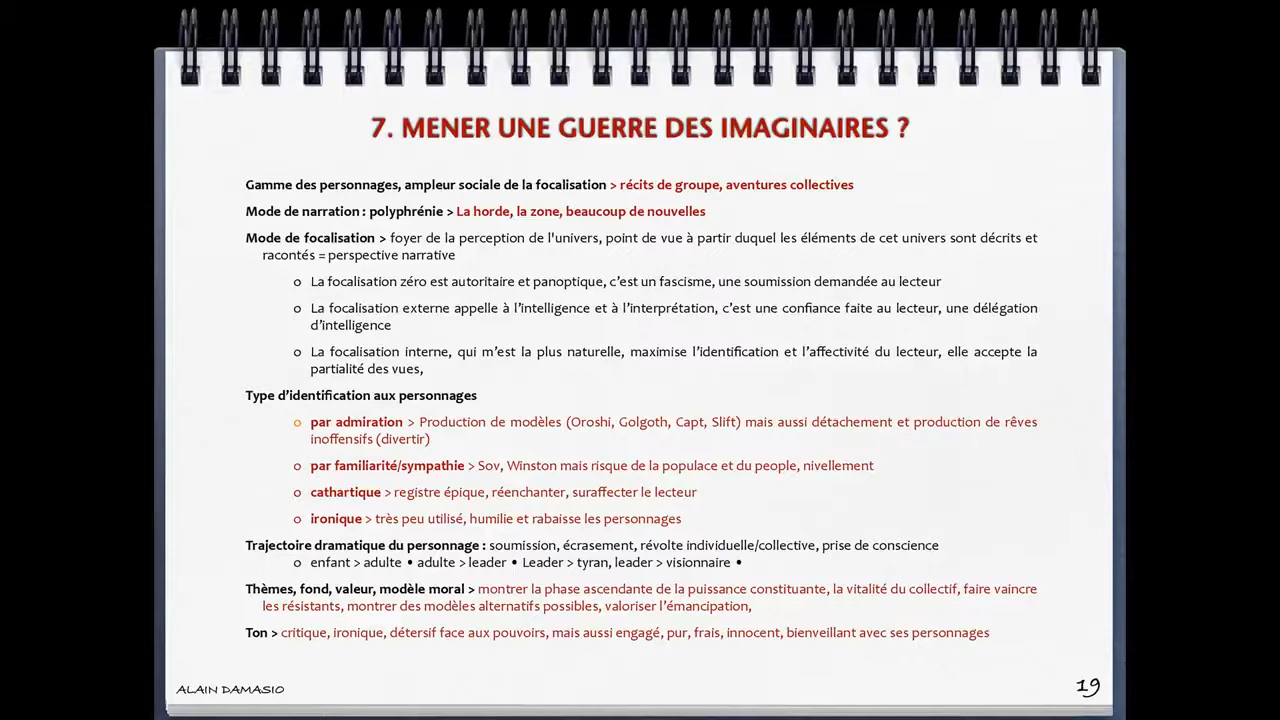 7. MENER UNE GUERRE DES IMAGINAIRES ?
Gamme des personnages, ampleur sociale de la focalisation > récits de groupe, aventures collectives
Mode de narration : polyphrénie > La horde, la zone, beaucoup de nouvelles
Mode de focalisation > foyer de la perception de l'univers, point de vue à partir duquel les éléments de cet univers sont décrits et
racontés = perspective narrative
o La focalisation zéro est autoritaire et panoptique, c’est un fascisme, une soumission demandée au lecteur
o La focalisation externe appelle à l’intelligence et à l’interprétation, c’est une confiance faite au lecteur, une délégation
d’intelligence
o La focalisation interne, qui m’est la plus naturelle, maximise l’identification et l’affectivité du lecteur, elle accepte la
partialité des vues,
Type d’identification aux personnages
o par admiration > Production de modèles (Oroshi, Golgoth, Capt, Slift) mais aussi détachement et production de rêves
inoffensifs (divertir)
o par familiarité/sympathie > Sov, Winston mais risque de la populace et du people, nivellement
o cathartique > registre épique, réenchanter, suraffecter le lecteur
o ironique > très peu utilisé, humilie et rabaisse les personnages
Trajectoire dramatique du personnage : soumission, écrasement, révolte individuelle/collective, prise de conscience
o enfant > adulte • adulte > leader • Leader > tyran, leader > visionnaire •
Thèmes, fond, valeur, modèle moral > montrer la phase ascendante de la puissance constituante, la vitalité du collectif, faire vaincre
les résistants, montrer des modèles alternatifs possibles, valoriser l’émancipation,
Ton > critique, ironique, détersif face aux pouvoirs, mais aussi engagé, pur, frais, innocent, bienveillant avec ses personnages
ALAIN DAMASIO
19